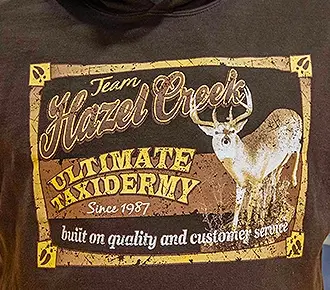 Team
Hazel Creek
ULTIMATE
TAXIDERMY
Since 1987
built on quality and customer service